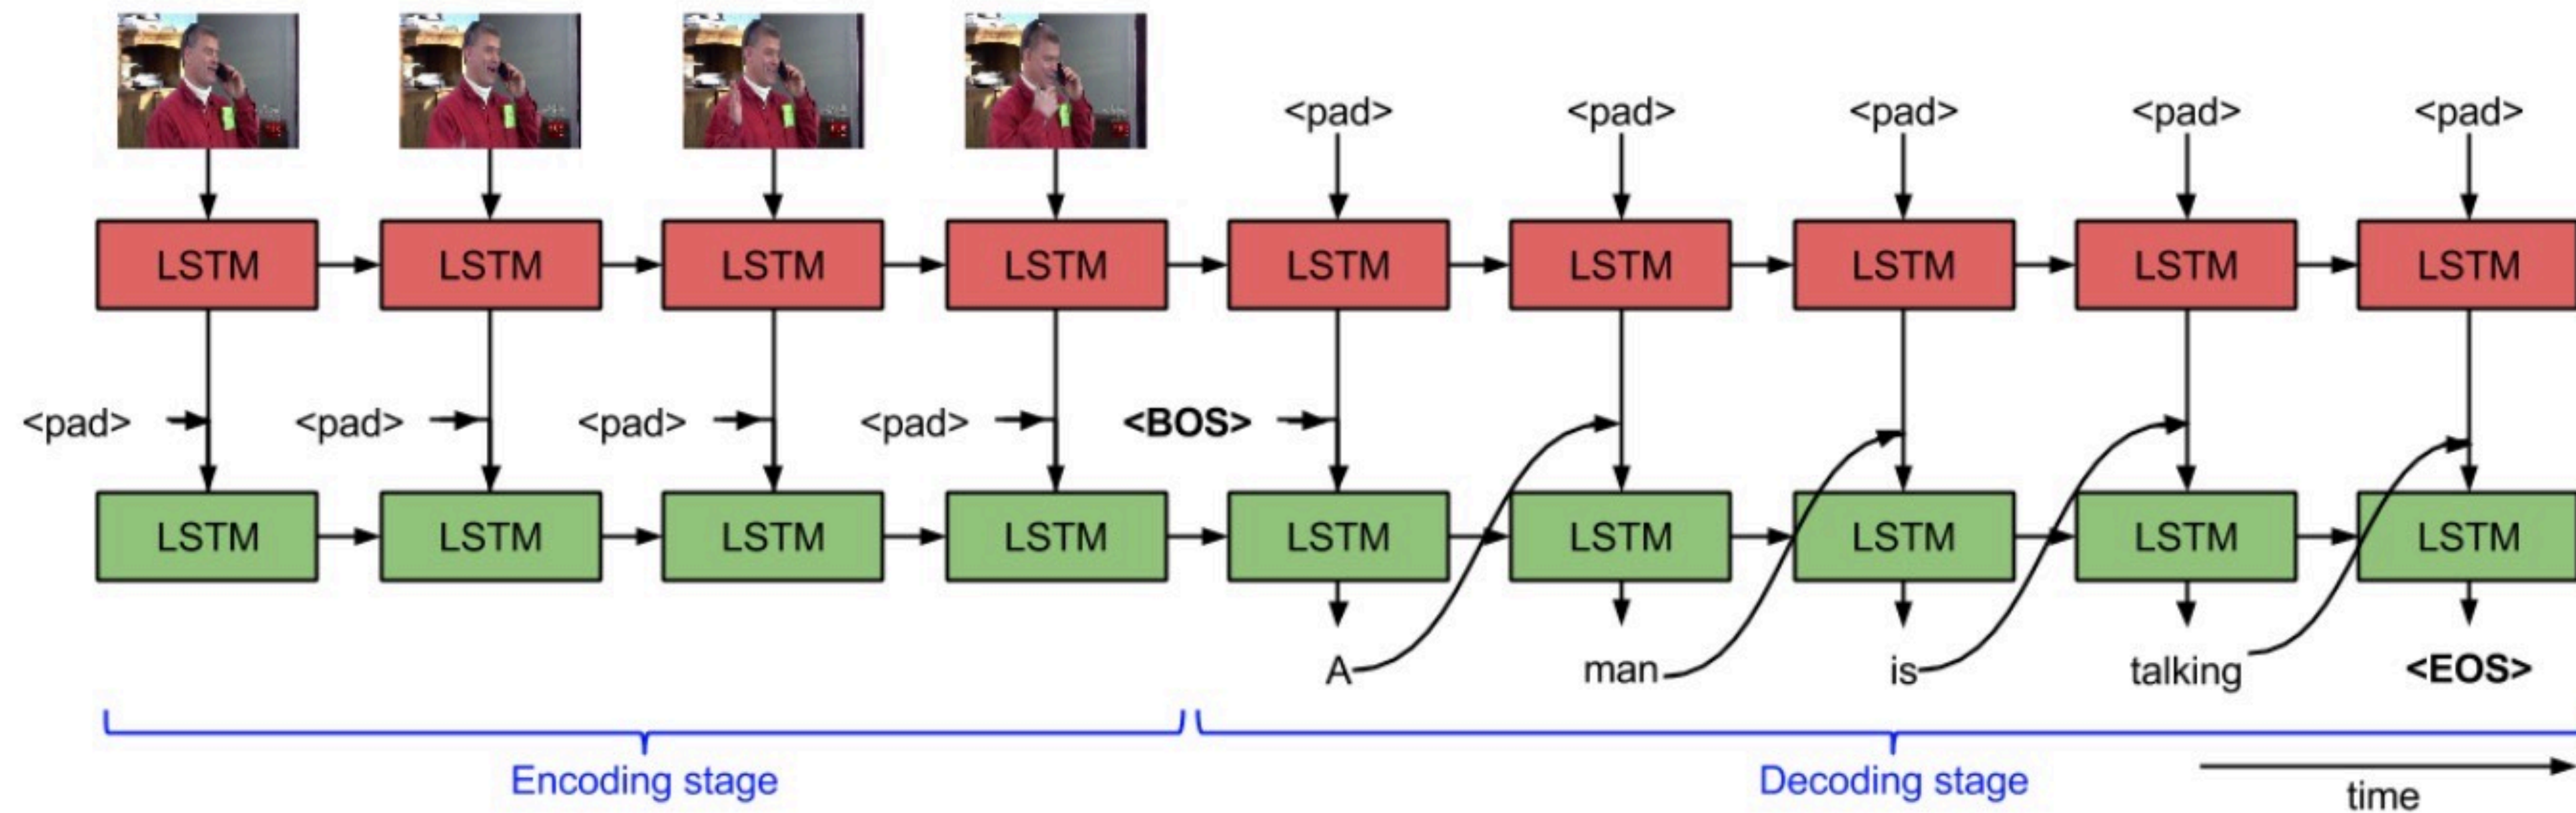 <pad> <pad> <pad> <pad> <pad>
LSTM LSTM LSTM LSTM LSTM LSTM LSTM LSTM LSTM
<pad> <pad> <pad> <pad> <BOS>
LSTM LSTM LSTM LSTM LSTM LSTM LSTM LSTM LSTM
A man is talking <EOS>
Encoding stage Decoding stage
time